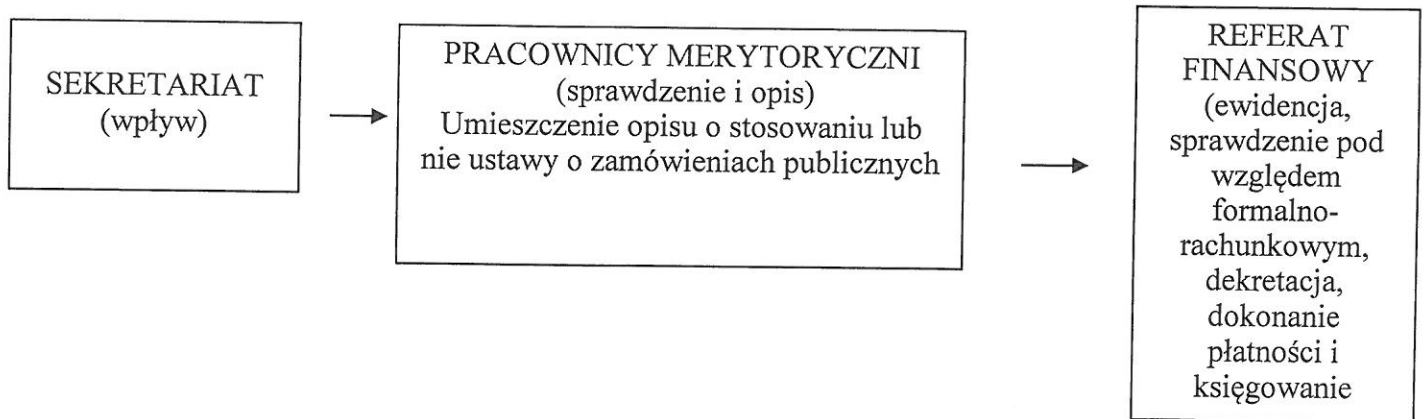 SEKRETARIAT
(wpływ)
PRACOWNICY MERYTORYCZNI
(sprawdzenie i opis)
Umieszczenie opisu o stosowaniu lub
nie ustawy o zamówieniach publicznych
REFERAT
FINANSOWY
(ewidencja,
sprawdzenie pod
względem
formalno-
rachunkowym,
dekretacja,
dokonanie
płatności i
księgowanie